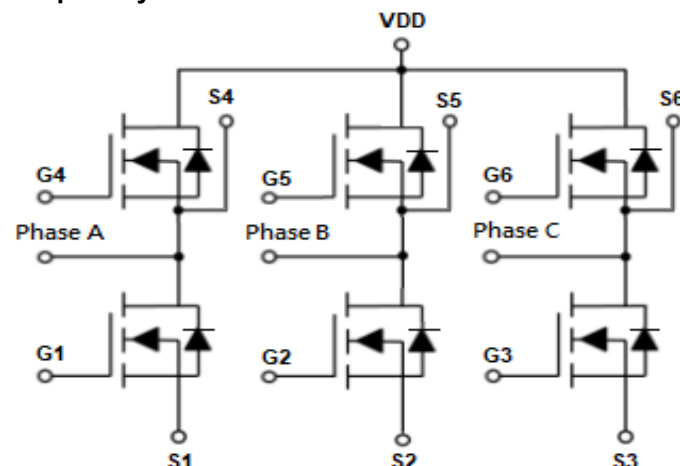 VDD
S4 S5 S6
G4 G5 G6
Phase A Phase B Phase C
G1 G2 G3
S1 S2 S3